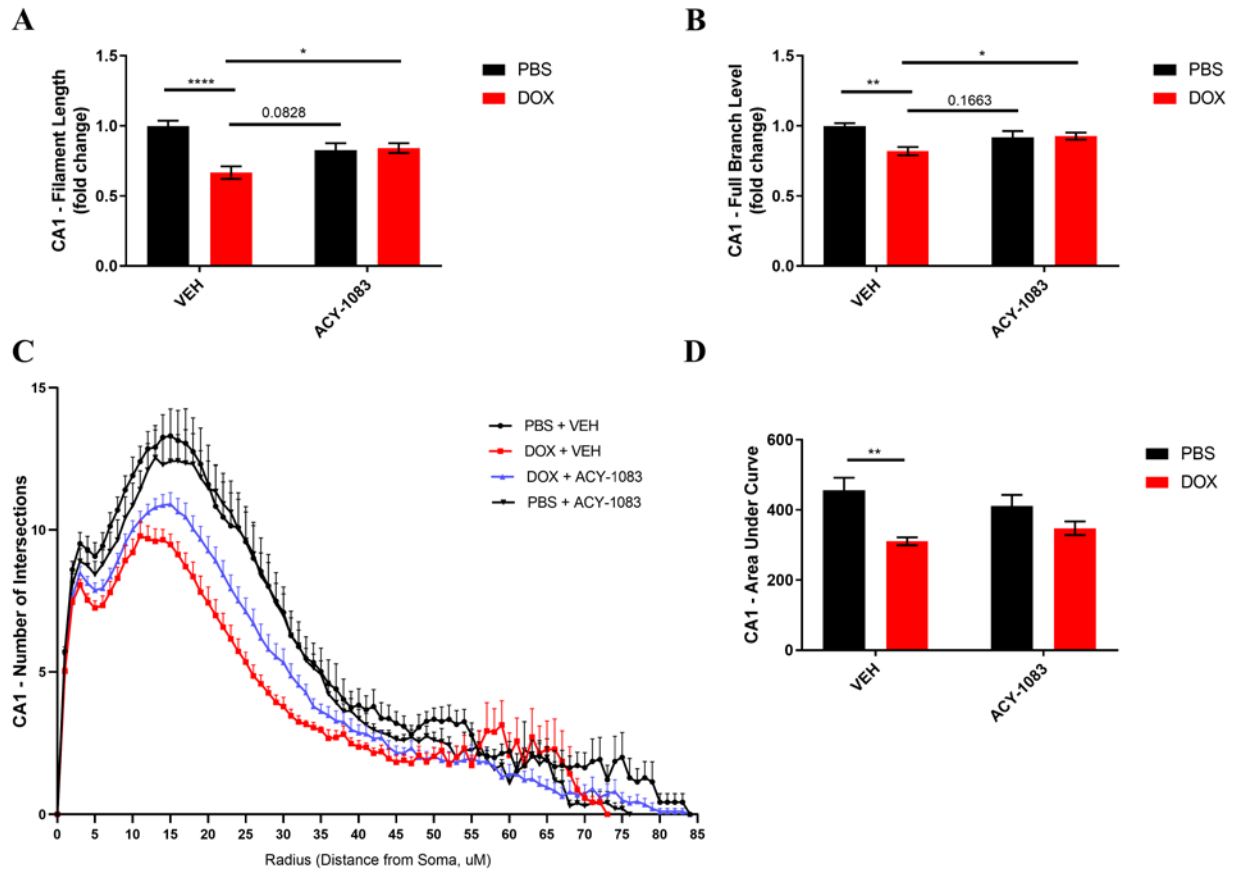 A
CA1 - Filament Length
(fold change)
1.5
1.0
0.5
0.0
****
*
0.0828
VEH
ACY-1083
PBS
DOX
B
CA1 - Full Branch Level
(fold change)
1.5
1.0
0.5
0.0
**
*
0.1663
VEH
ACY-1083
PBS
DOX
C
CA1 - Number of Intersections
15
10
5
0
PBS + VEH
DOX + VEH
DOX + ACY-1083
PBS + ACY-1083
0 5 10 15 20 25 30 35 40 45 50 55 60 65 70 75 80 85
Radius (Distance from Soma, uM)
D
CA1 - Area Under Curve
600
400
200
0
**
VEH
ACY-1083
PBS
DOX